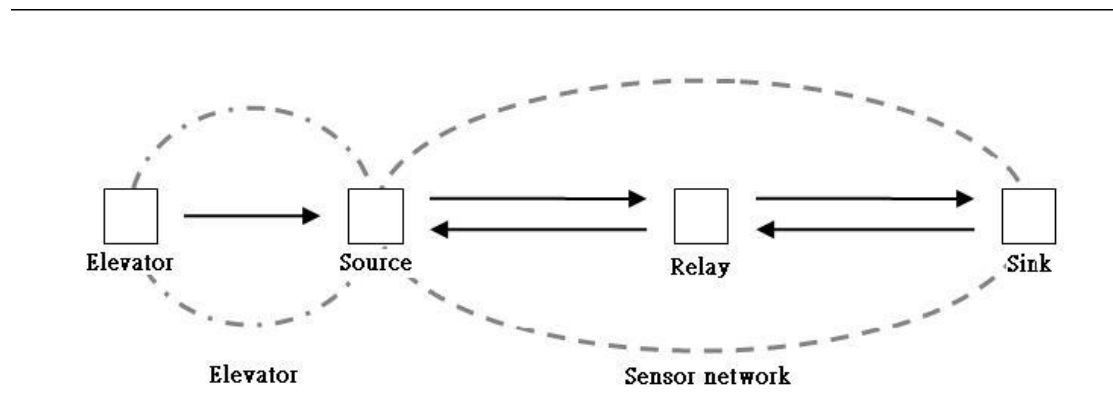 Elevator
Source
Relay
Sink
Elevator
Sensor network